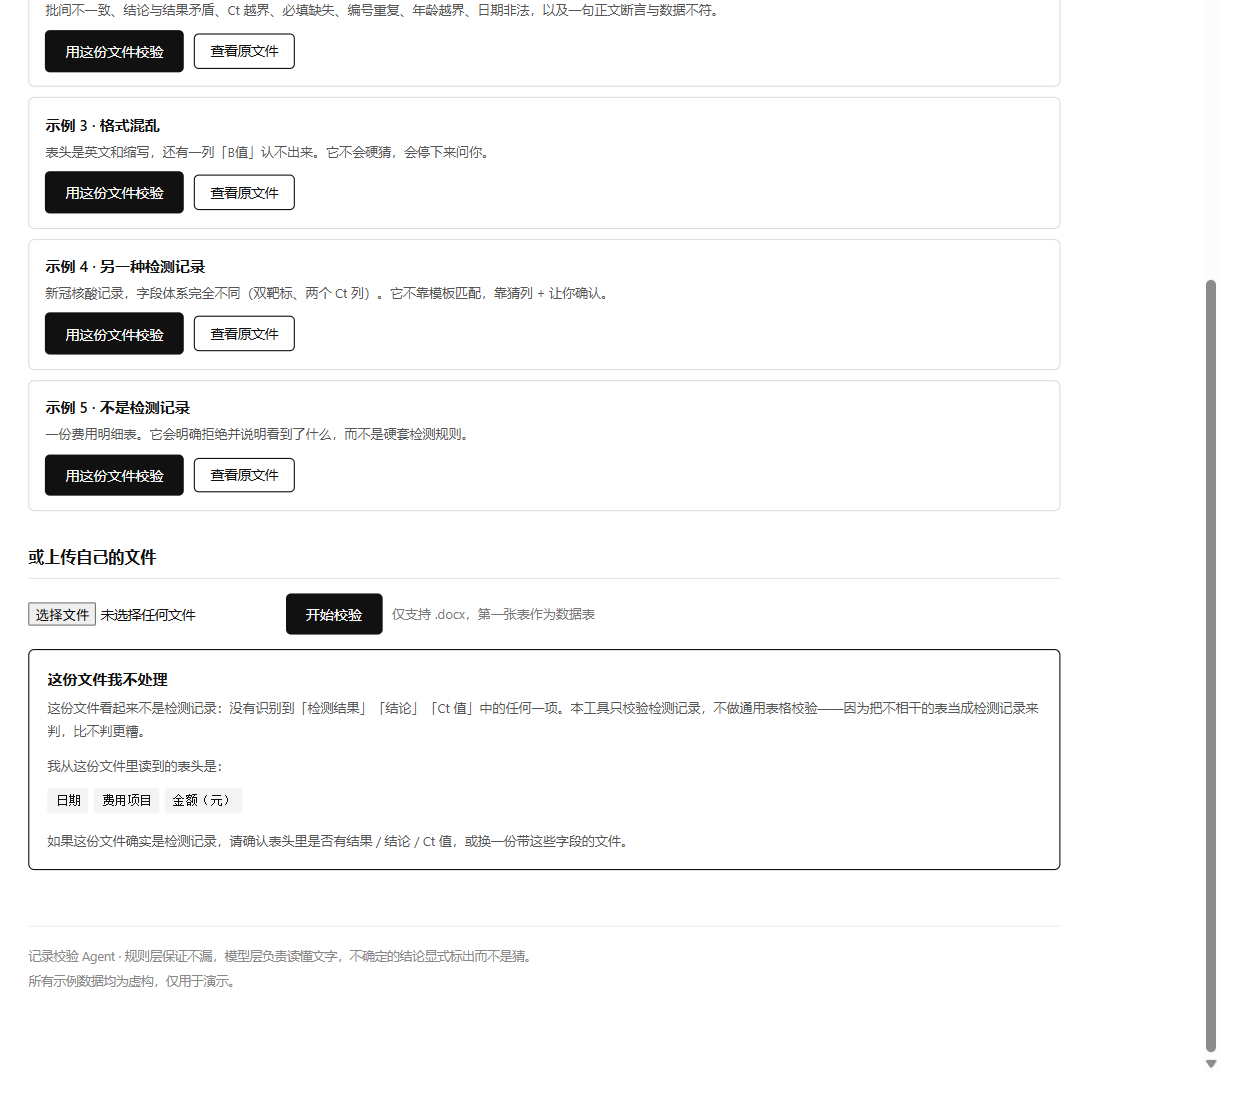 批间不一致、结论与结果矛盾、Ct 越界、必填缺失、编号重复、年龄越界、日期非法，以及一句正文断言与数据不符。
用这份文件校验 查看原文件
示例 3 · 格式混乱
表头是英文和缩写，还有一列「B值」认不出来。它不会硬猜，会停下来问你。
用这份文件校验 查看原文件
示例 4 · 另一种检测记录
新冠核酸记录，字段体系完全不同（双靶标、两个 Ct 列）。它不靠模板匹配，靠猜列 + 让你确认。
用这份文件校验 查看原文件
示例 5 · 不是检测记录
一份费用明细表。它会明确拒绝并说明看到了什么，而不是硬套检测规则。
用这份文件校验 查看原文件
或上传自己的文件
选择文件 未选择任何文件 开始校验 仅支持 .docx，第一张表作为数据表
这份文件我不处理
这份文件看起来不是检测记录：没有识别到「检测结果」「结论」「Ct 值」中的任何一项。本工具只校验检测记录，不做通用表格校验——因为把不相干的表当成检测记录来
判，比不判更糟。
我从这份文件里读到的表头是：
日期 费用项目 金额（元）
如果这份文件确实是检测记录，请确认表头里是否有结果 / 结论 / Ct 值，或换一份带这些字段的文件。
记录校验 Agent · 规则层保证不漏，模型层负责读懂文字，不确定的结论显式标出而不是猜。
所有示例数据均为虚构，仅用于演示。